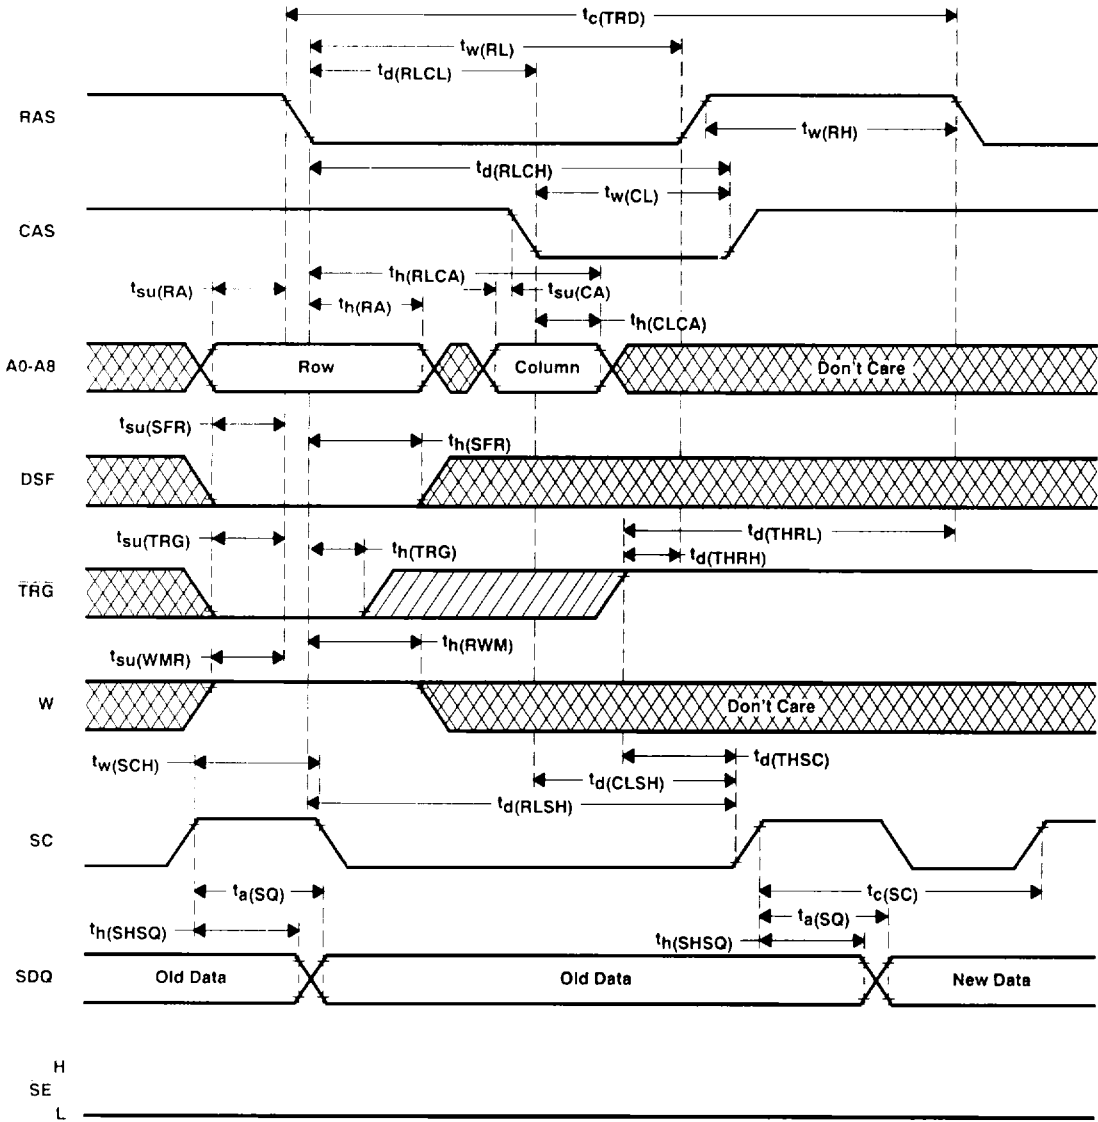 tc(TRD)
tw(RL)
td(RLCL)
RAS
tw(RH)
td(RLCH)
tw(CL)
CAS
th(RLCA)
tsu(RA)
tsu(CA)
th(RA)
th(CLCA)
A0-A8
Row
Column
Don't Care
tsu(SFR)
th(SFR)
DSF
td(THRL)
tsu(TRG)
th(TRG)
td(THRH)
TRG
th(RWM)
tsu(WMR)
W
Don't Care
tw(SCH)
td(THSC)
td(CLSH)
td(RLSH)
SC
ta(SQ)
tc(SC)
ta(SQ)
th(SHSQ)
th(SHSQ)
SDQ
Old Data
Old Data
New Data
H
SE
L